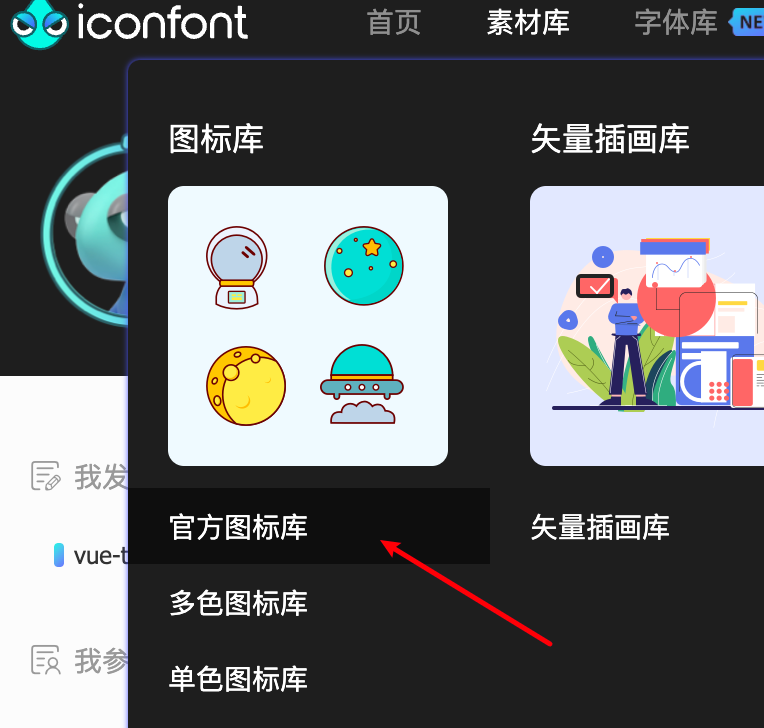 iconfont 首页 素材库 字体库
图标库 矢量插画库
官方图标库 矢量插画库
我发
vue-t
多色图标库
我参
单色图标库